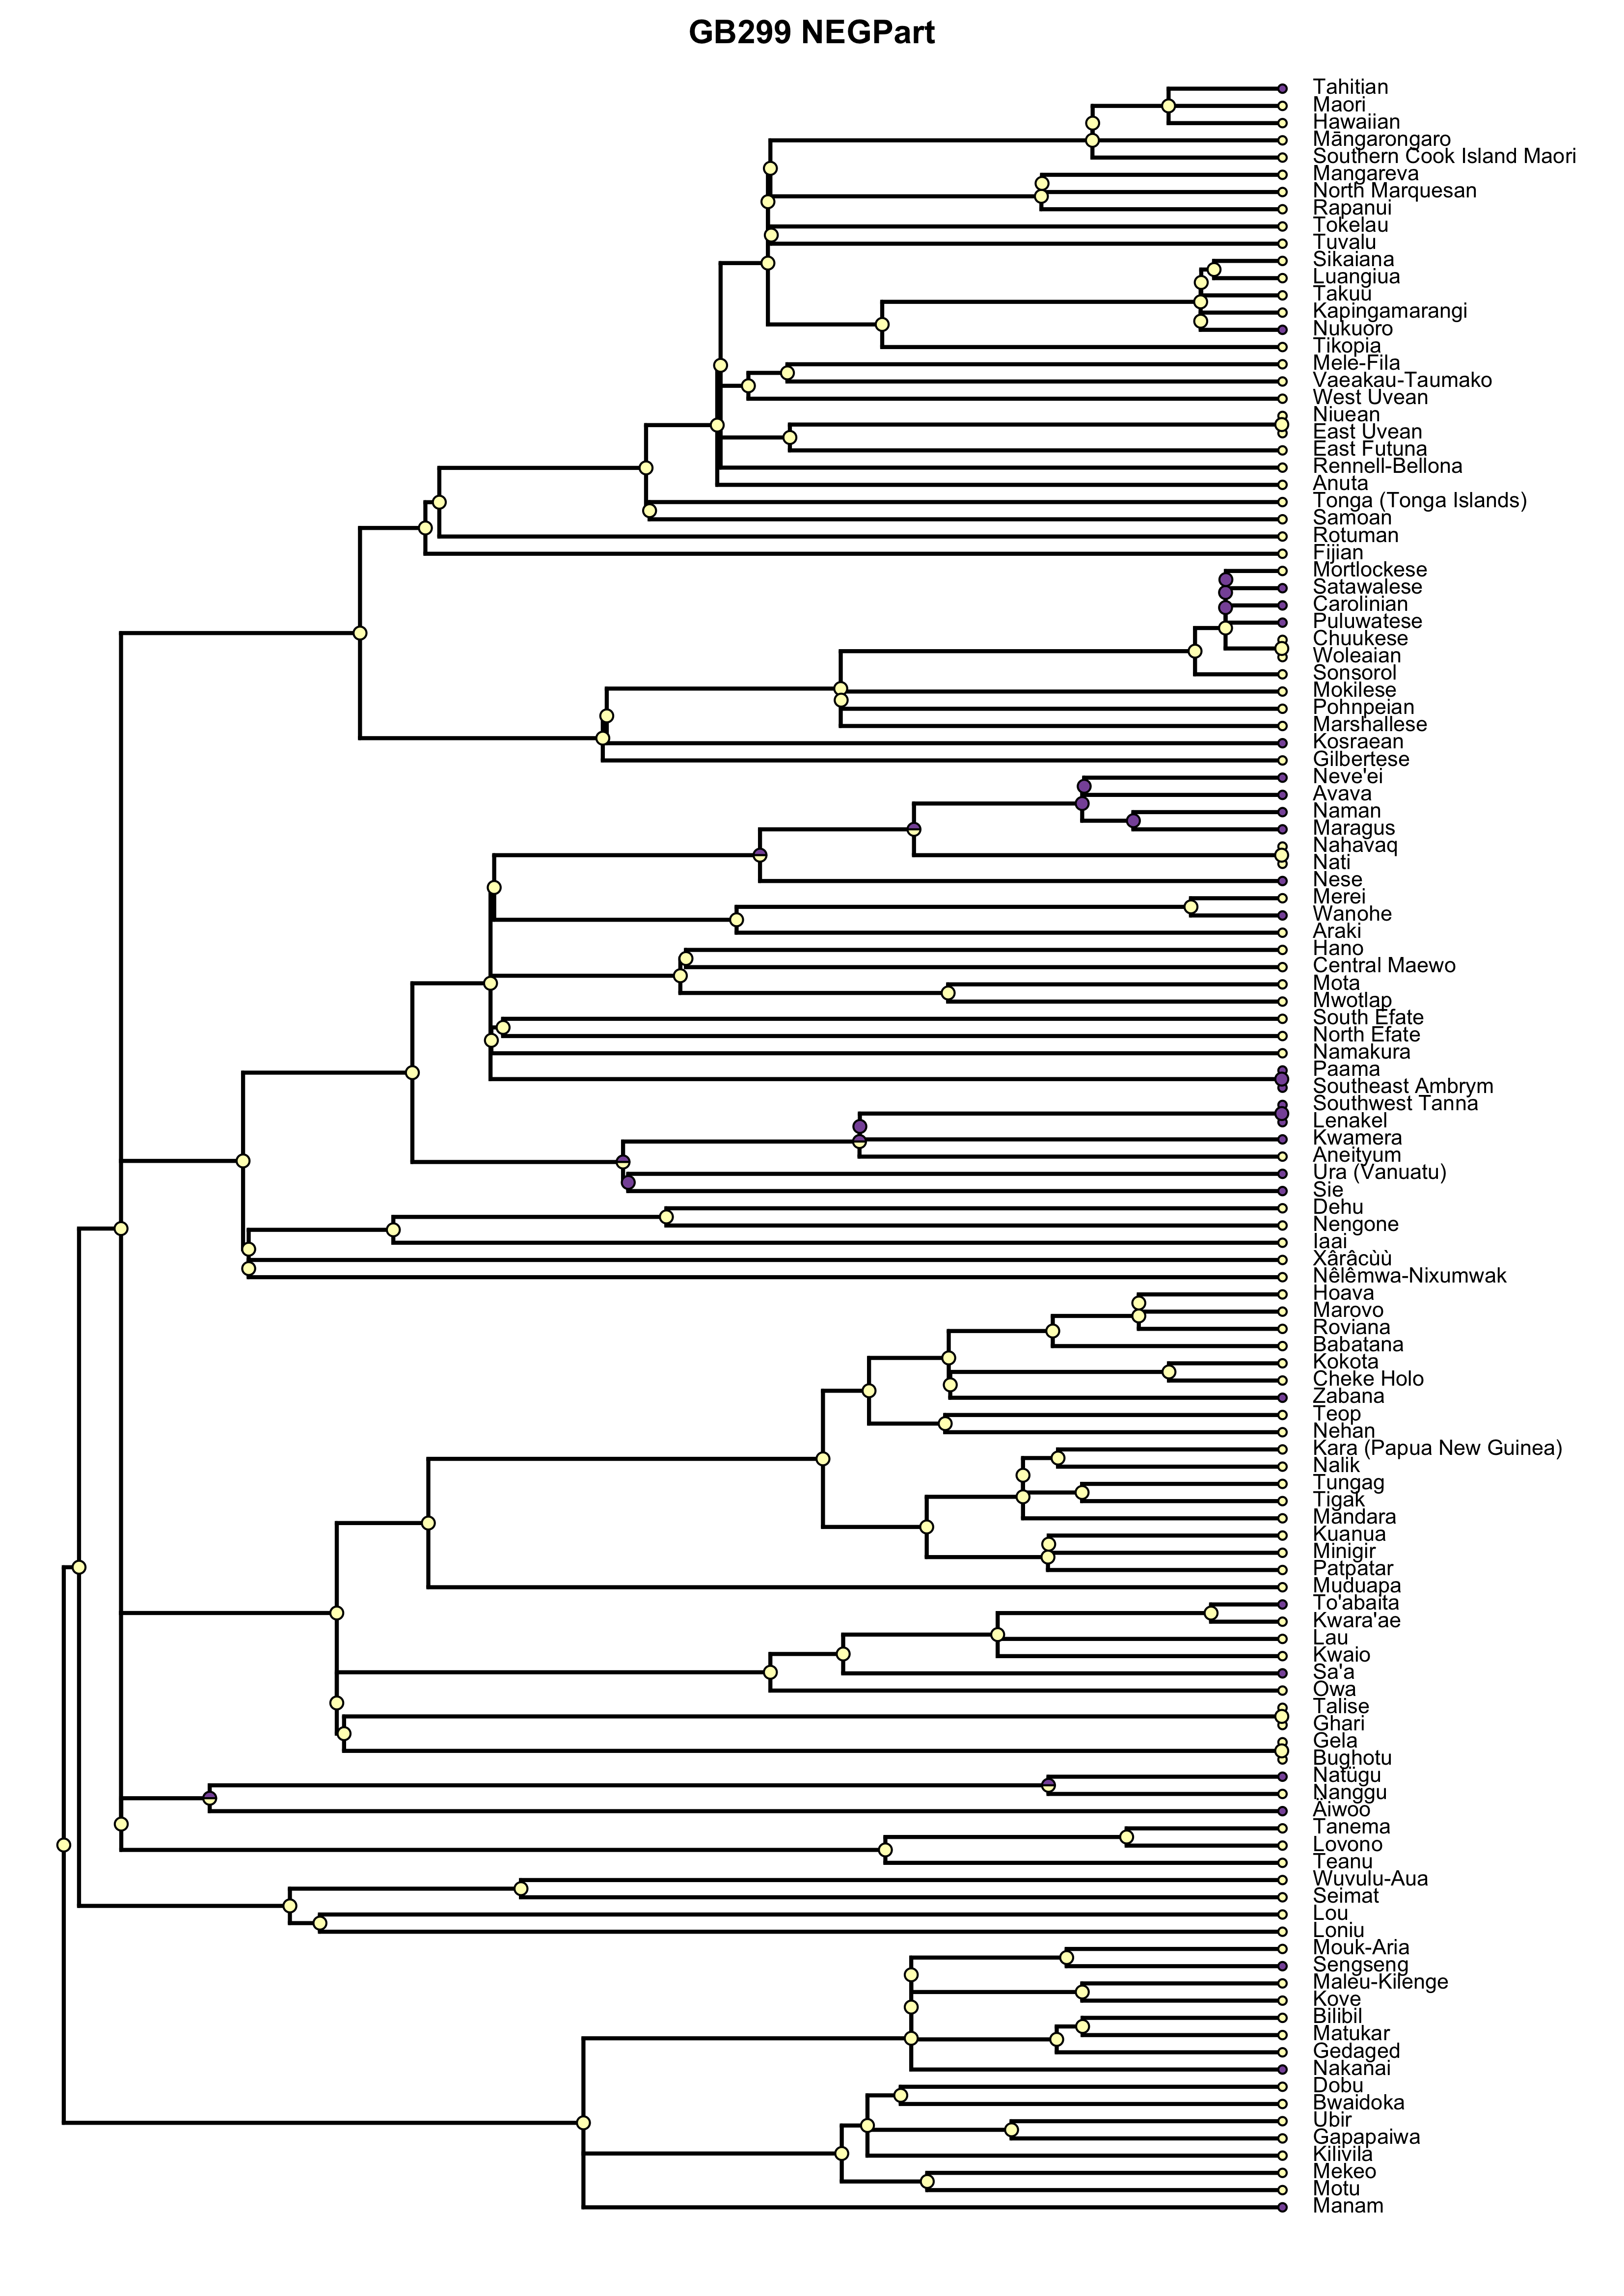 GB299 NEGPart
Tahitian
Maori
Hawaiian
Māngarongaro
Southern Cook Island Maori
Mangareva
North Marquesan
Rapanui
Tokelau
Tuvalu
Sikaiana
Luangiua
Takuu
Kapingamarangi
Nukuoro
Tikopia
Mele-Fila
Vaeakau-Taumako
West Uvean
Niuean
East Uvean
East Futuna
Rennell-Bellona
Anuta
Tonga (Tonga Islands)
Samoan
Rotuman
Fijian
Mortlockese
Satawalese
Carolinian
Puluwatese
Chuukese
Woleaian
Sonsorol
Mokilese
Pohnpeian
Marshallese
Kosraean
Gilbertese
Neve'ei
Avava
Naman
Maragus
Nahavaq
Nati
Nese
Merei
Wanohe
Araki
Hano
Central Maewo
Mota
Mwotlap
South Efate
North Efate
Namakura
Paama
Southeast Ambrym
Southwest Tanna
Lenakel
Kwamera
Aneityum
Ura (Vanuatu)
Sie
Dehu
Nengone
Iaai
Xârâcùù
Nêlêmwa-Nixumwak
Hoava
Marovo
Roviana
Babatana
Kokota
Cheke Holo
Zabana
Teop
Nehan
Kara (Papua New Guinea)
Nalik
Tungag
Tigak
Mandara
Kuanua
Minigir
Patpatar
Muduapa
To'abaita
Kwara'ae
Lau
Kwaio
Sa'a
Owa
Talise
Ghari
Gela
Bughotu
Natügu
Nanggu
Äiwoo
Tanema
Lovono
Teanu
Wuvulu-Aua
Seimat
Lou
Loniu
Mouk-Aria
Sengseng
Maleu-Kilenge
Kove
Bilibil
Matukar
Gedaged
Nakanai
Dobu
Bwaidoka
Ubir
Gapapaiwa
Kilivila
Mekeo
Motu
Manam